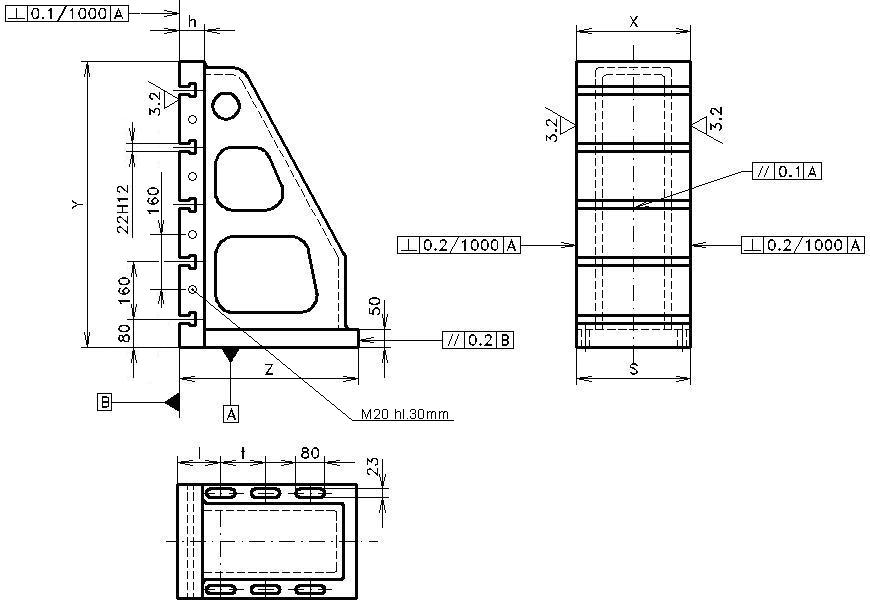 ⊥ 0.1/1000 A
h
X
3.2
3.2
3.2
// 0.1 A
22H12
160
Y
⊥ 0.2/1000 A
⊥ 0.2/1000 A
160
50
80
// 0.2 B
Z
S
B
A
M20 hl.30mm
l
t
80
23